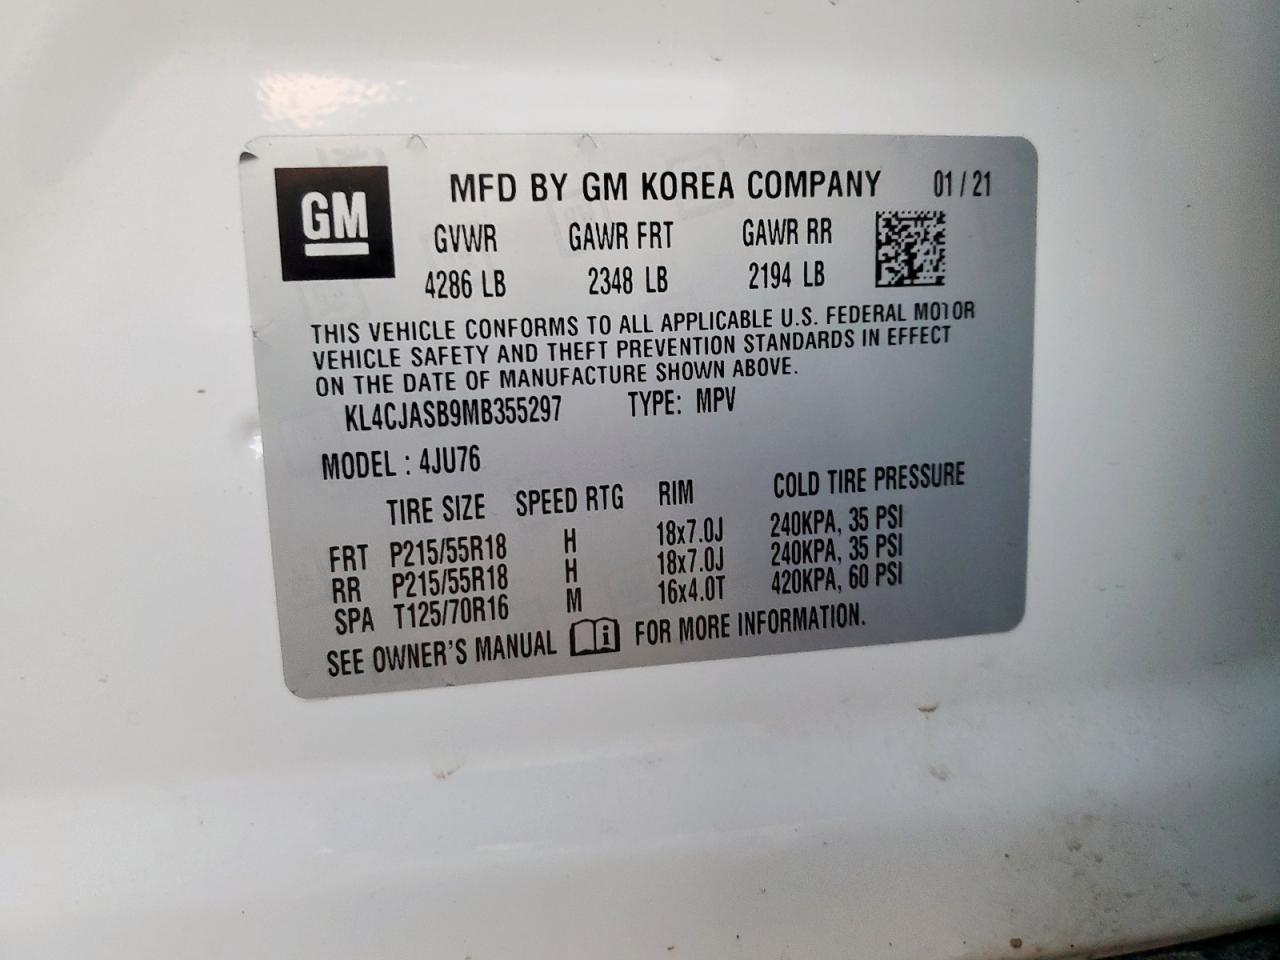 GM
MFD BY GM KOREA COMPANY 01/21
GVWR GAWR FRT GAWR RR
4286 LB 2348 LB 2194 LB
THIS VEHICLE CONFORMS TO ALL APPLICABLE U.S. FEDERAL MOTOR
VEHICLE SAFETY AND THEFT PREVENTION STANDARDS IN EFFECT
ON THE DATE OF MANUFACTURE SHOWN ABOVE.
KL4CJASB9MB355297 TYPE: MPV
MODEL : 4JU76
TIRE SIZE SPEED RTG RIM COLD TIRE PRESSURE
FRT P215/55R18 H 18x7.0J 240KPA, 35 PSI
RR P215/55R18 H 18x7.0J 240KPA, 35 PSI
SPA T125/70R16 M 16x4.0T 420KPA, 60 PSI
SEE OWNER'S MANUAL i FOR MORE INFORMATION.